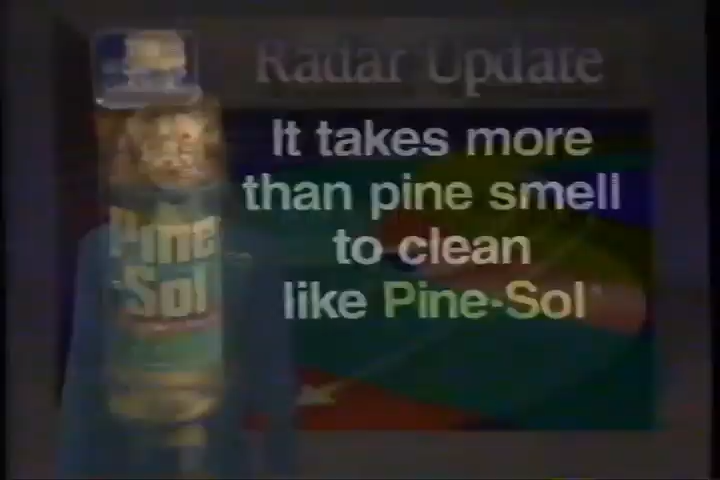 Radar Update
It takes more
than pine smell
to clean
like Pine-Sol
Pine
Sol